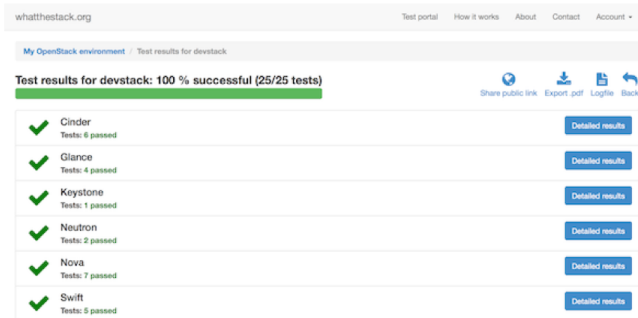 whatthestack.org Test portal How it works About Contact Account
My OpenStack environment / Test results for devstack
Test results for devstack: 100 % successful (25/25 tests)
Share public link Export .pdf Logfile Back
Cinder
Tests: 6 passed
Detailed results
Glance
Tests: 4 passed
Detailed results
Keystone
Tests: 1 passed
Detailed results
Neutron
Tests: 2 passed
Detailed results
Nova
Tests: 7 passed
Detailed results
Swift
Tests: 5 passed
Detailed results